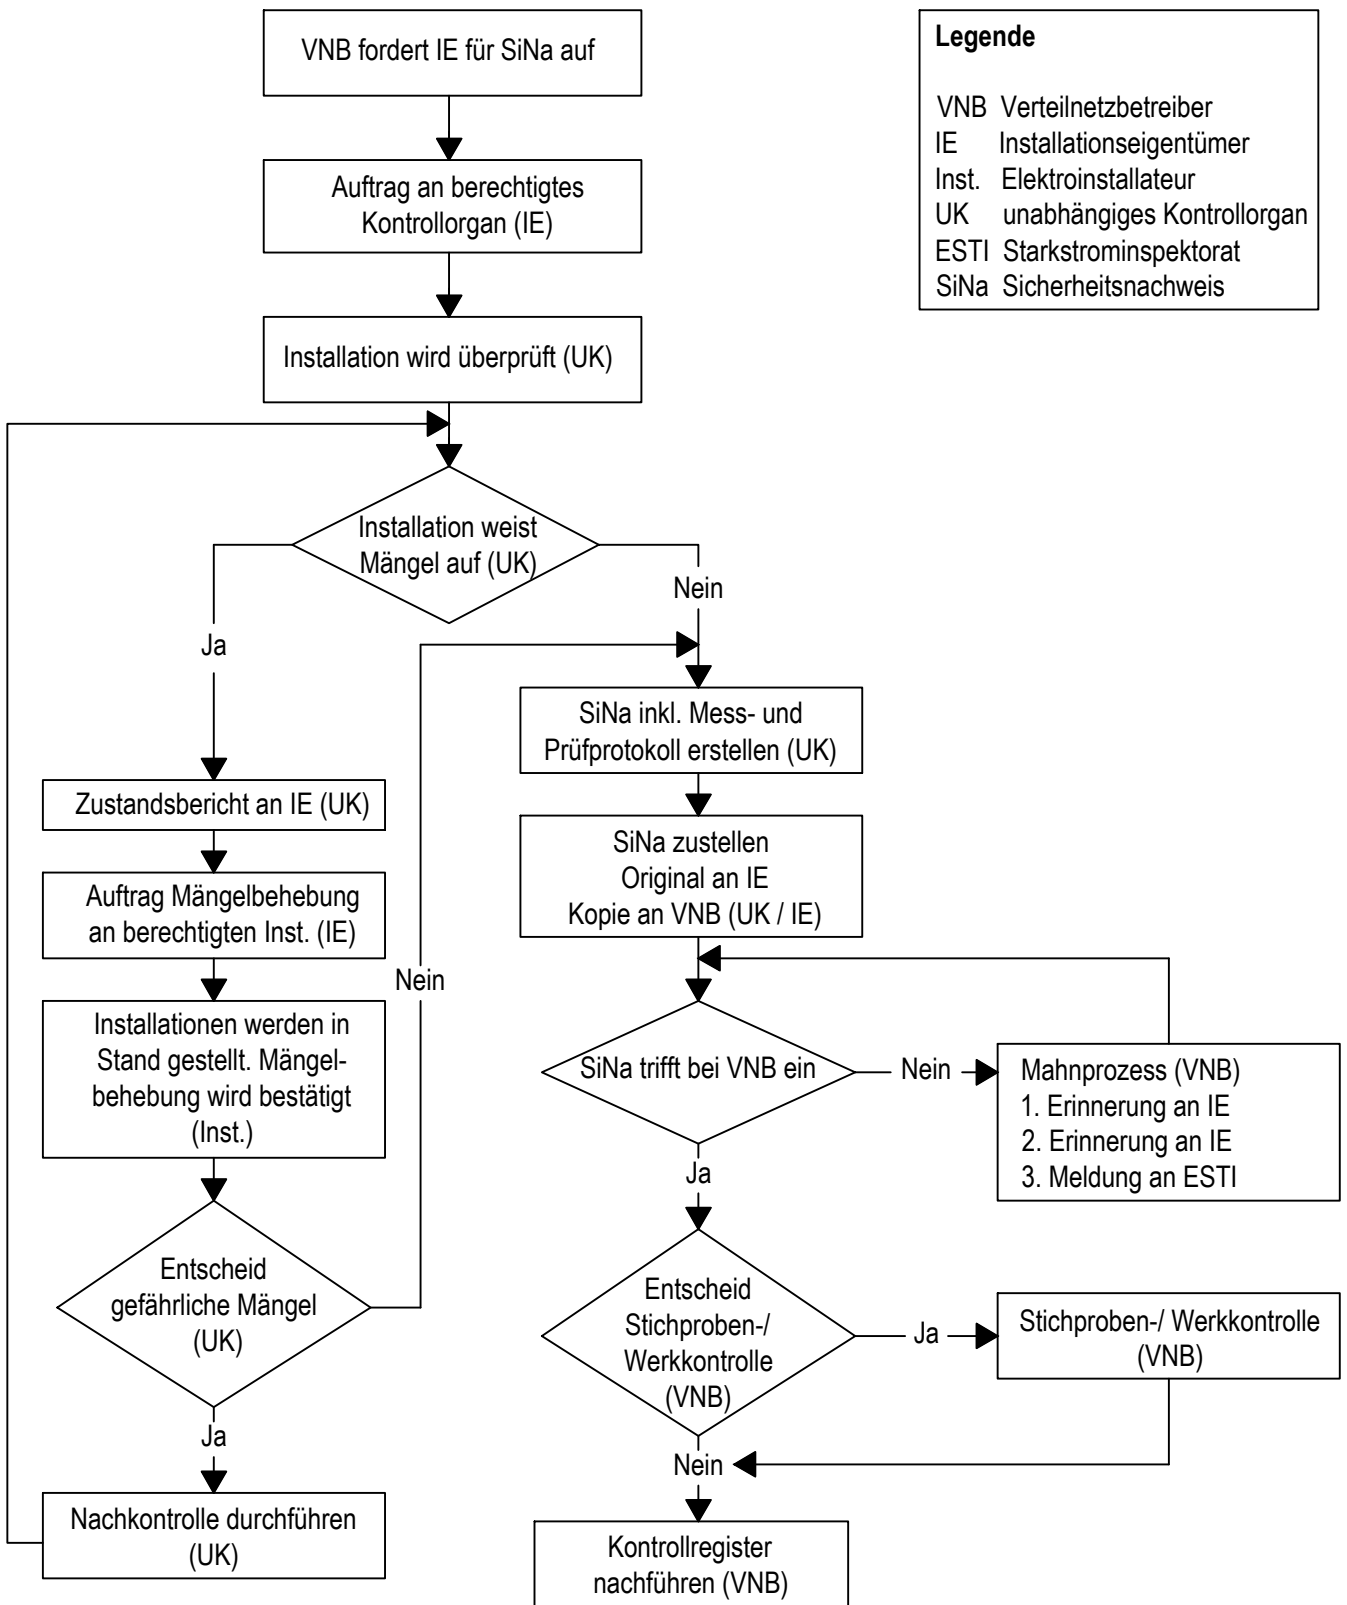 VNB fordert IE für SiNa auf
Auftrag an berechtigtes
Kontrollorgan (IE)
Installation wird überprüft (UK)
Installation weist
Mängel auf (UK)
Ja
Nein
Zustandsbericht an IE (UK)
Auftrag Mängelbehebung
an berechtigten Inst. (IE)
Installationen werden in
Stand gestellt. Mängel-
behebung wird bestätigt
(Inst.)
Entscheid
gefährliche Mängel
(UK)
Nein
Ja
Nachkontrolle durchführen
(UK)
SiNa inkl. Mess- und
Prüfprotokoll erstellen (UK)
SiNa zustellen
Original an IE
Kopie an VNB (UK / IE)
SiNa trifft bei VNB ein
Nein
Mahnprozess (VNB)
1. Erinnerung an IE
2. Erinnerung an IE
3. Meldung an ESTI
Ja
Entscheid
Stichproben-/
Werkkontrolle
(VNB)
Ja
Stichproben-/ Werkkontrolle
(VNB)
Nein
Kontrollregister
nachführen (VNB)
Legende
VNB Verteilnetzbetreiber
IE Installationseigentümer
Inst. Elektroinstallateur
UK unabhängiges Kontrollorgan
ESTI Starkstrominspektorat
SiNa Sicherheitsnachweis